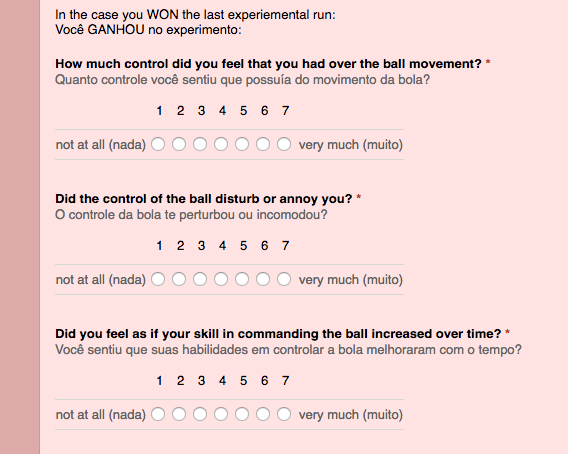 In the case you WON the last experiemental run:
Você GANHOU no experimento:
How much control did you feel that you had over the ball movement? *
Quanto controle você sentiu que possuía do movimento da bola?
1 2 3 4 5 6 7
not at all (nada) very much (muito)
Did the control of the ball disturb or annoy you? *
O controle da bola te perturbou ou incomodou?
1 2 3 4 5 6 7
not at all (nada) very much (muito)
Did you feel as if your skill in commanding the ball increased over time? *
Você sentiu que suas habilidades em controlar a bola melhoraram com o tempo?
1 2 3 4 5 6 7
not at all (nada) very much (muito)